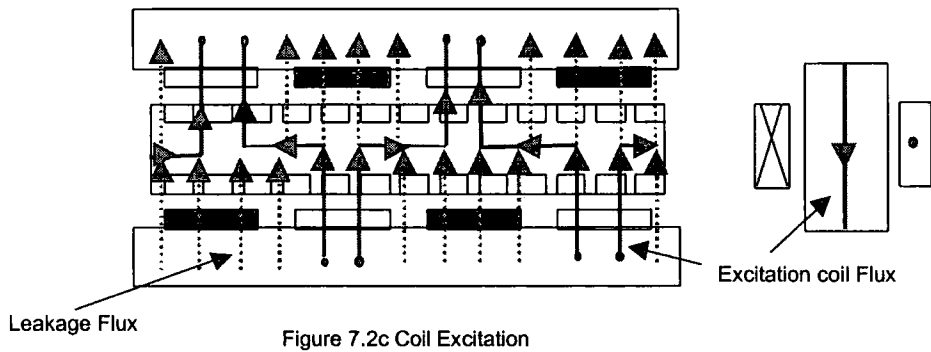 Excitation coil Flux
Leakage Flux
Figure 7.2c Coil Excitation